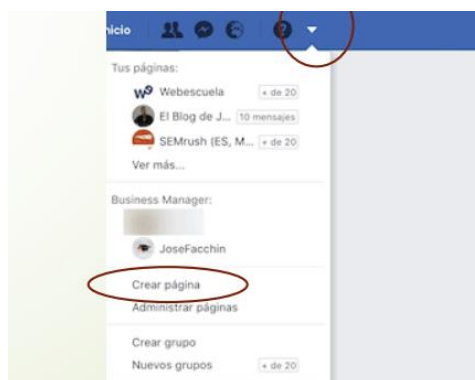 nicio
Tus páginas:
Webescuela + de 20
El Blog de J... 10 mensajes
SEMrush (ES, M... + de 20
Ver más...
Business Manager:
JoseFacchin
Crear página
Administrar páginas
Crear grupo
Nuevos grupos + de 20